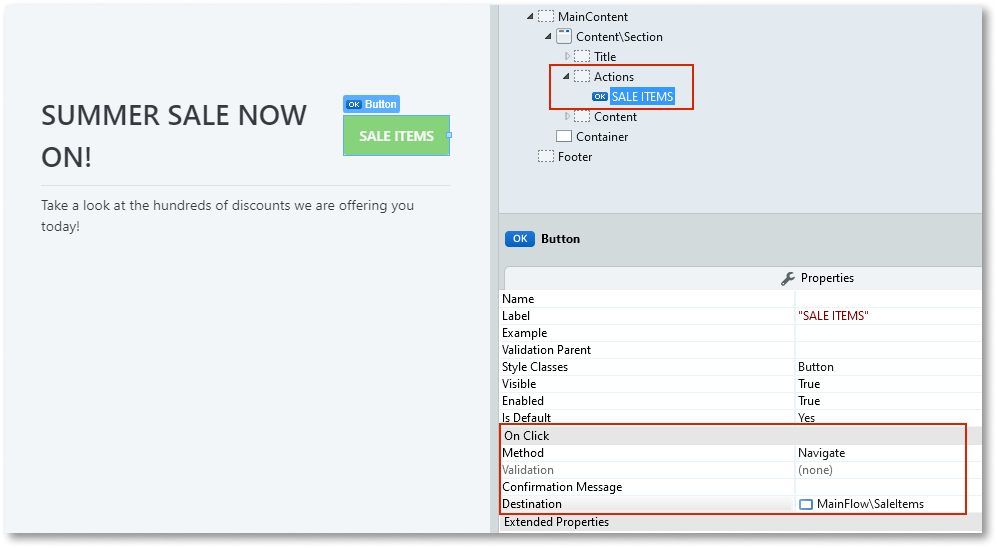 SUMMER SALE NOW
ON!
OK Button
SALE ITEMS
Take a look at the hundreds of discounts we are offering you
today!
MainContent
Content\Section
Title
Actions
OK SALE ITEMS
Content
Container
Footer
OK Button
Properties
Name
Label "SALE ITEMS"
Example
Validation Parent
Style Classes Button
Visible True
Enabled True
Is Default Yes
On Click
Method Navigate
Validation (none)
Confirmation Message
Destination MainFlow\SaleItems
Extended Properties